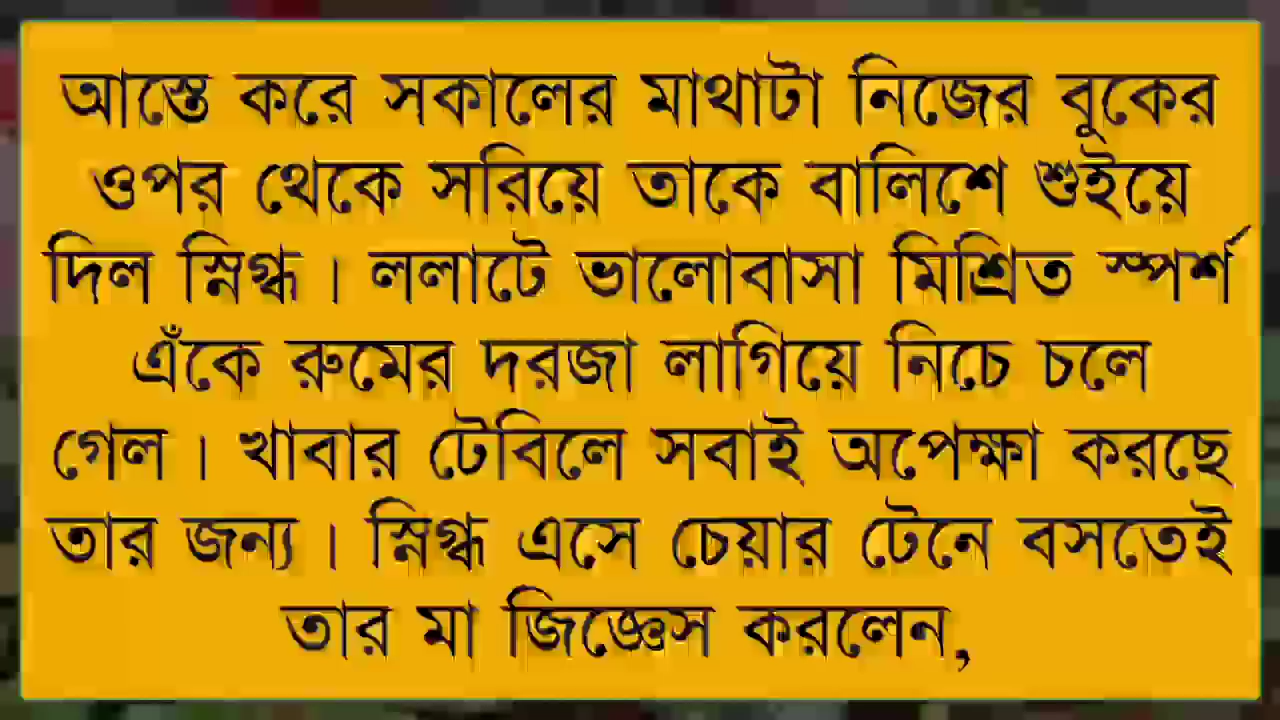 আস্তে করে সকালের মাথাটা নিজের বুকের
ওপর থেকে সরিয়ে তাকে বালিশে শুইয়ে
দিল স্নিগ্ধ। ললাটে ভালোবাসা মিশ্রিত স্পর্শ
এঁকে রুমের দরজা লাগিয়ে নিচে চলে
গেল। খাবার টেবিলে সবাই অপেক্ষা করছে
তার জন্য। স্নিগ্ধ এসে চেয়ার টেনে বসতেই
তার মা জিজ্ঞেস করলেন,